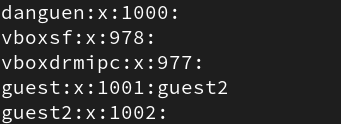 danguen:x:1000:
vboxsf:x:978:
vboxdrmipc:x:977:
guest:x:1001:guest2
guest2:x:1002: